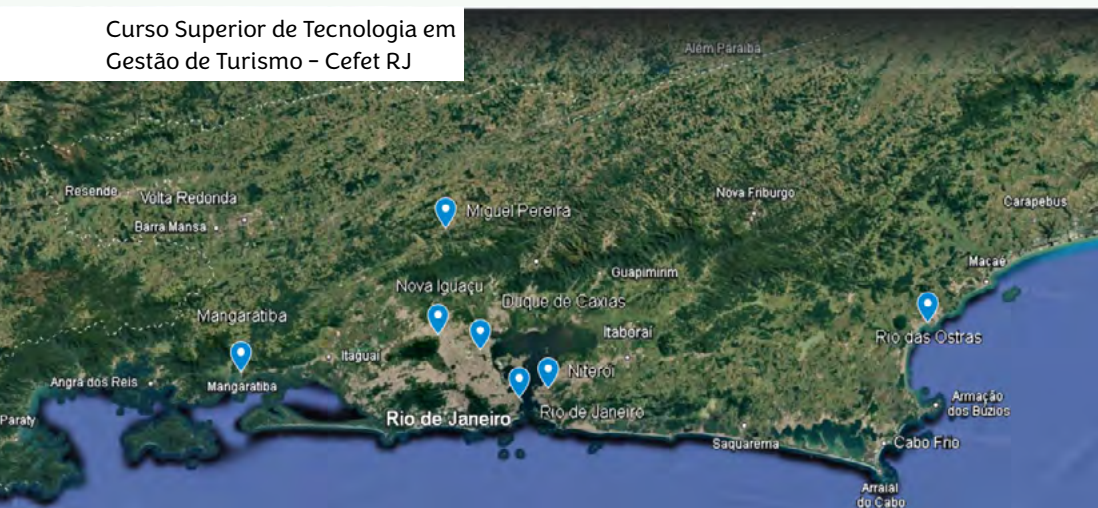 Curso Superior de Tecnologia em
Gestão de Turismo - Cefet RJ
Além Paraíba
Resende
Volta Redonda
Nova Friburgo
Carapebus
Barra Mansa
Miguel Pereira
Macaé
Guapimirim
Nova Iguaçu
Duque de Caxias
Mangaratiba
Itaboraí
Rio das Ostras
Itaguaí
Niterói
Angra dos Reis
Mangaratiba
Armação
dos Búzios
Paraty
Rio de Janeiro
Rio de Janeiro
Saquarema
Cabo Frio
Arraial
do Cabo